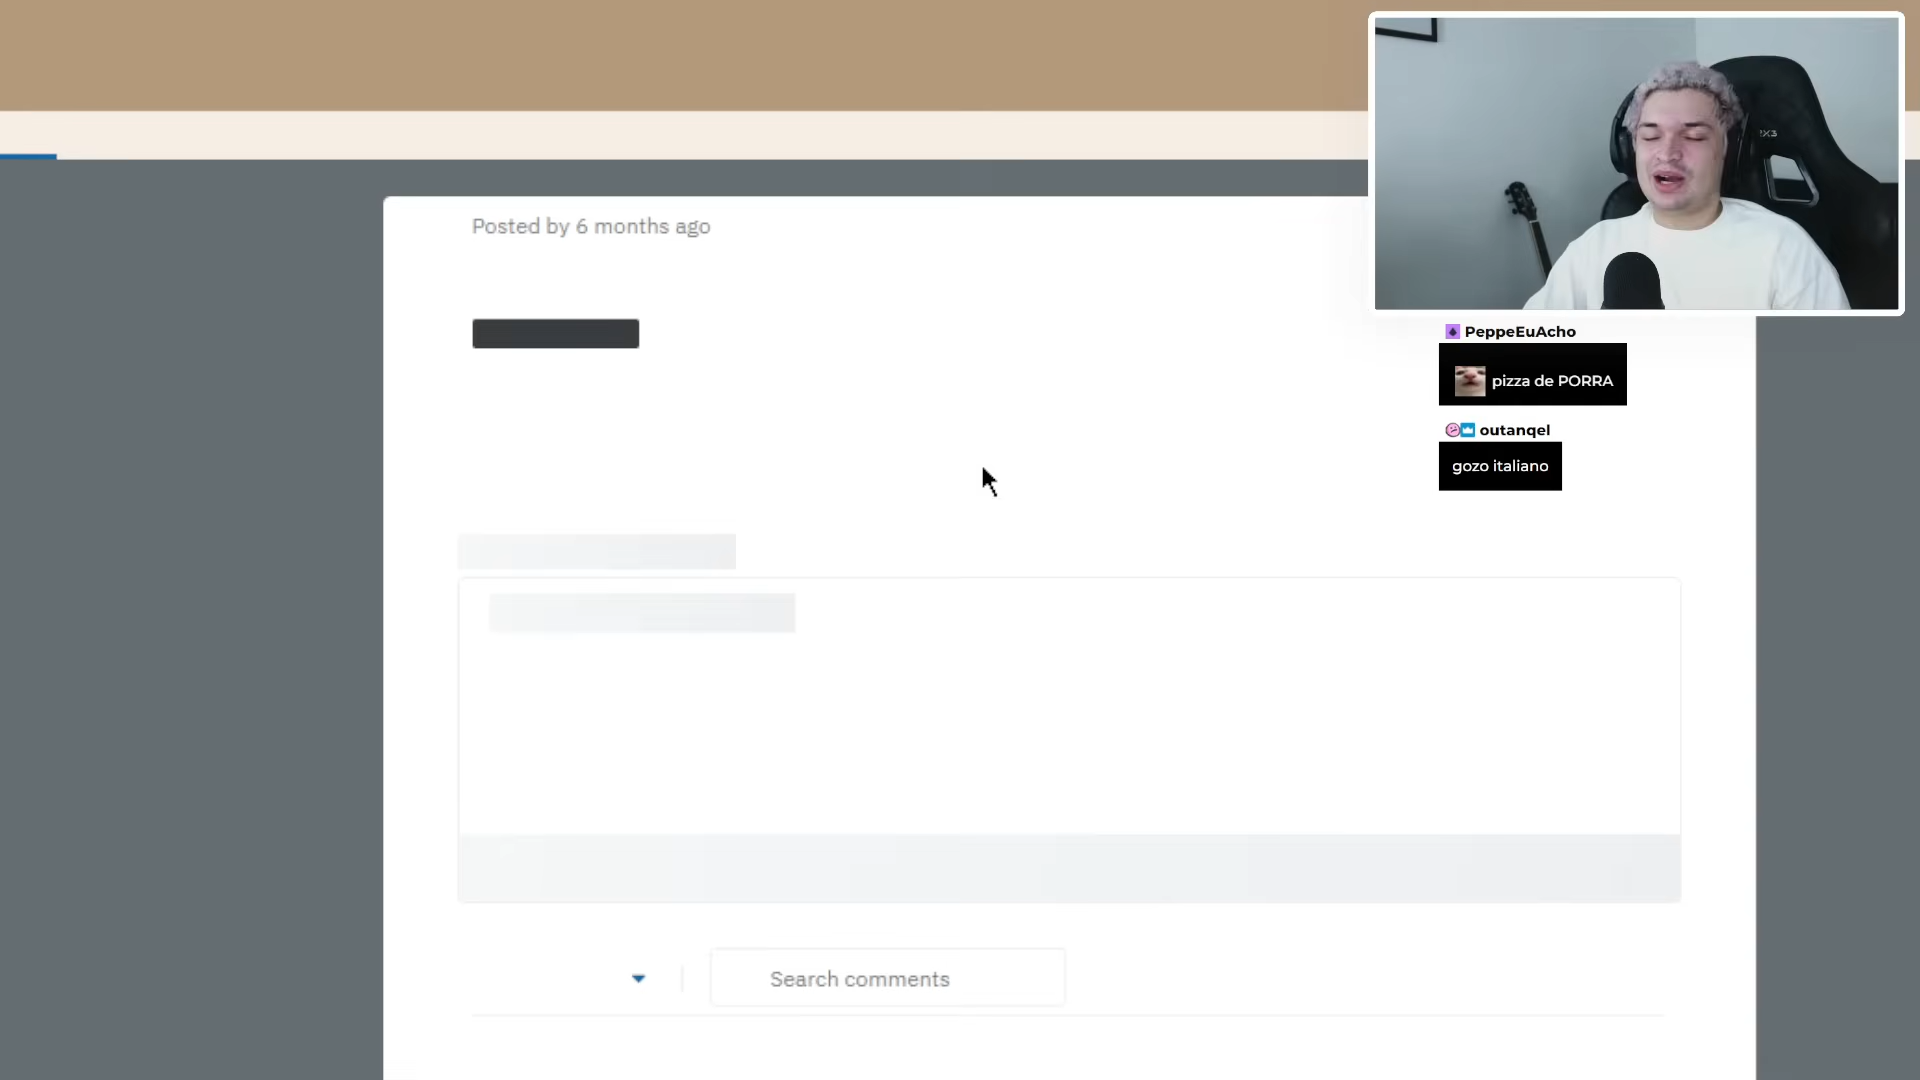 Posted by 6 months ago
PeppeEuAcho
pizza de PORRA
outanqel
gozo italiano
Search comments